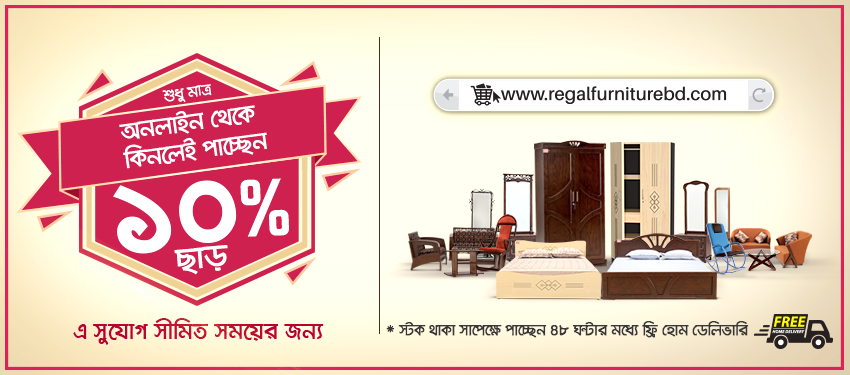 শুধু মাত্র
অনলাইন থেকে
কিনলেই পাচ্ছেন
১০%
ছাড়
এ সুযোগ সীমিত সময়ের জন্য
www.regalfurniturebd.com
* স্টক থাকা সাপেক্ষে পাচ্ছেন ৪৮ ঘন্টার মধ্যে ফ্রি হোম ডেলিভারি
FREE
HOME DELIVERY